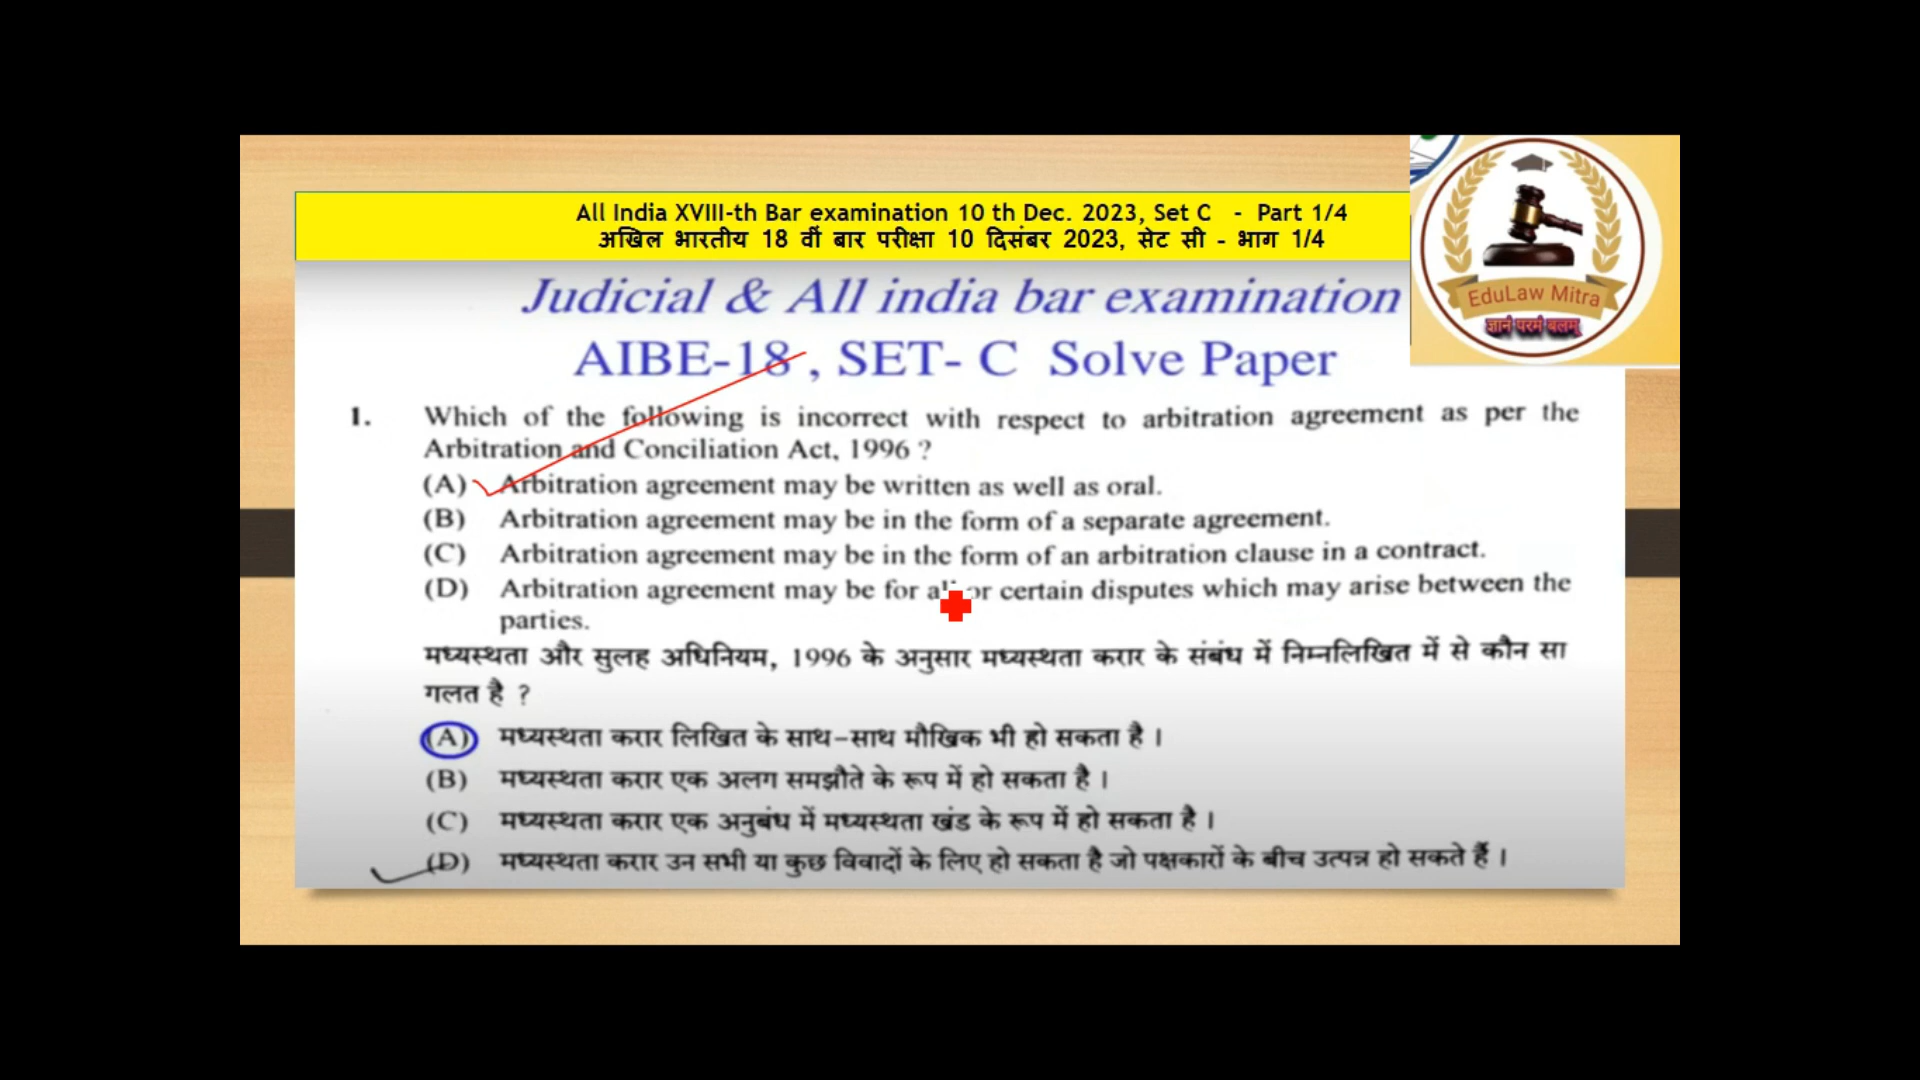 All India XVIII-th Bar examination 10 th Dec. 2023, Set C - Part 1/4
अखिल भारतीय 18 वीं बार परीक्षा 10 दिसंबर 2023, सेट सी - भाग 1/4
EduLaw Mitra
ज्ञानं परमं बलम्
Judicial & All india bar examination
AIBE-18 , SET- C Solve Paper
1. Which of the following is incorrect with respect to arbitration agreement as per the
Arbitration and Conciliation Act, 1996 ?
(A) Arbitration agreement may be written as well as oral.
(B) Arbitration agreement may be in the form of a separate agreement.
(C) Arbitration agreement may be in the form of an arbitration clause in a contract.
(D) Arbitration agreement may be for all or certain disputes which may arise between the
parties.
मध्यस्थता और सुलह अधिनियम, 1996 के अनुसार मध्यस्थता करार के संबंध में निम्नलिखित में से कौन सा
गलत है ?
(A) मध्यस्थता करार लिखित के साथ-साथ मौखिक भी हो सकता है ।
(B) मध्यस्थता करार एक अलग समझौते के रूप में हो सकता है ।
(C) मध्यस्थता करार एक अनुबंध में मध्यस्थता खंड के रूप में हो सकता है ।
(D) मध्यस्थता करार उन सभी या कुछ विवादों के लिए हो सकता है जो पक्षकारों के बीच उत्पन्न हो सकते हैं ।